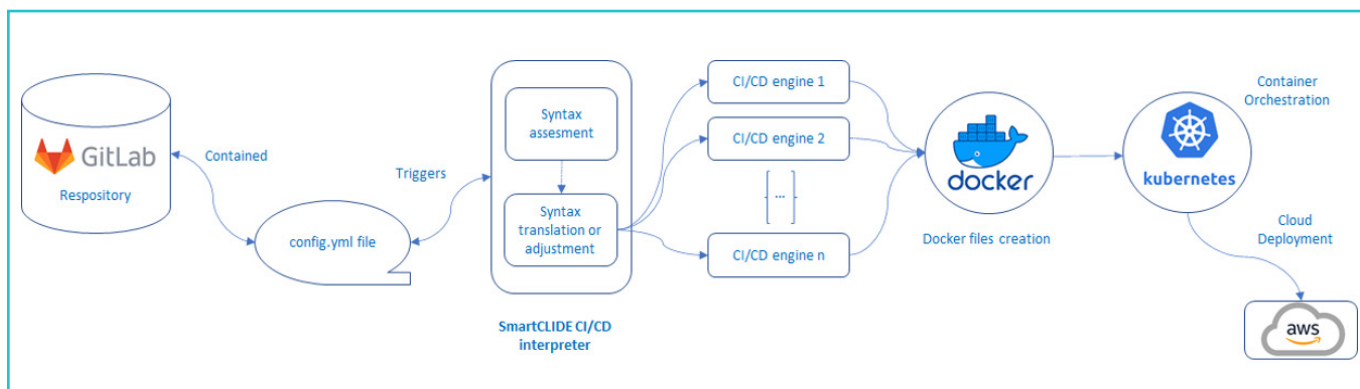 GitLab
Respository
Contained
config.yml file
Triggers
Syntax
assesment
Syntax
translation or
adjustment
SmartCLIDE CI/CD
interpreter
CI/CD engine 1
CI/CD engine 2
...
CI/CD engine n
docker
Docker files creation
Container
Orchestration
kubernetes
Cloud
Deployment
aws